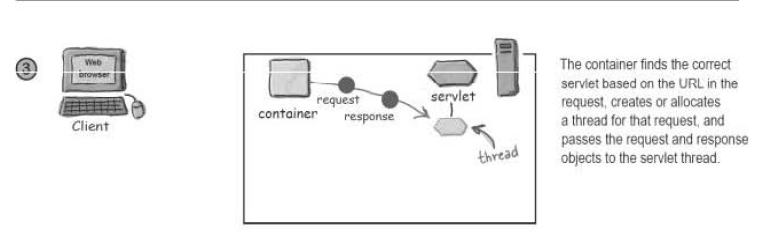 3
Web
browser
Client
container
request
response
servlet
thread
The container finds the correct
servlet based on the URL in the
request, creates or allocates
a thread for that request, and
passes the request and response
objects to the servlet thread.